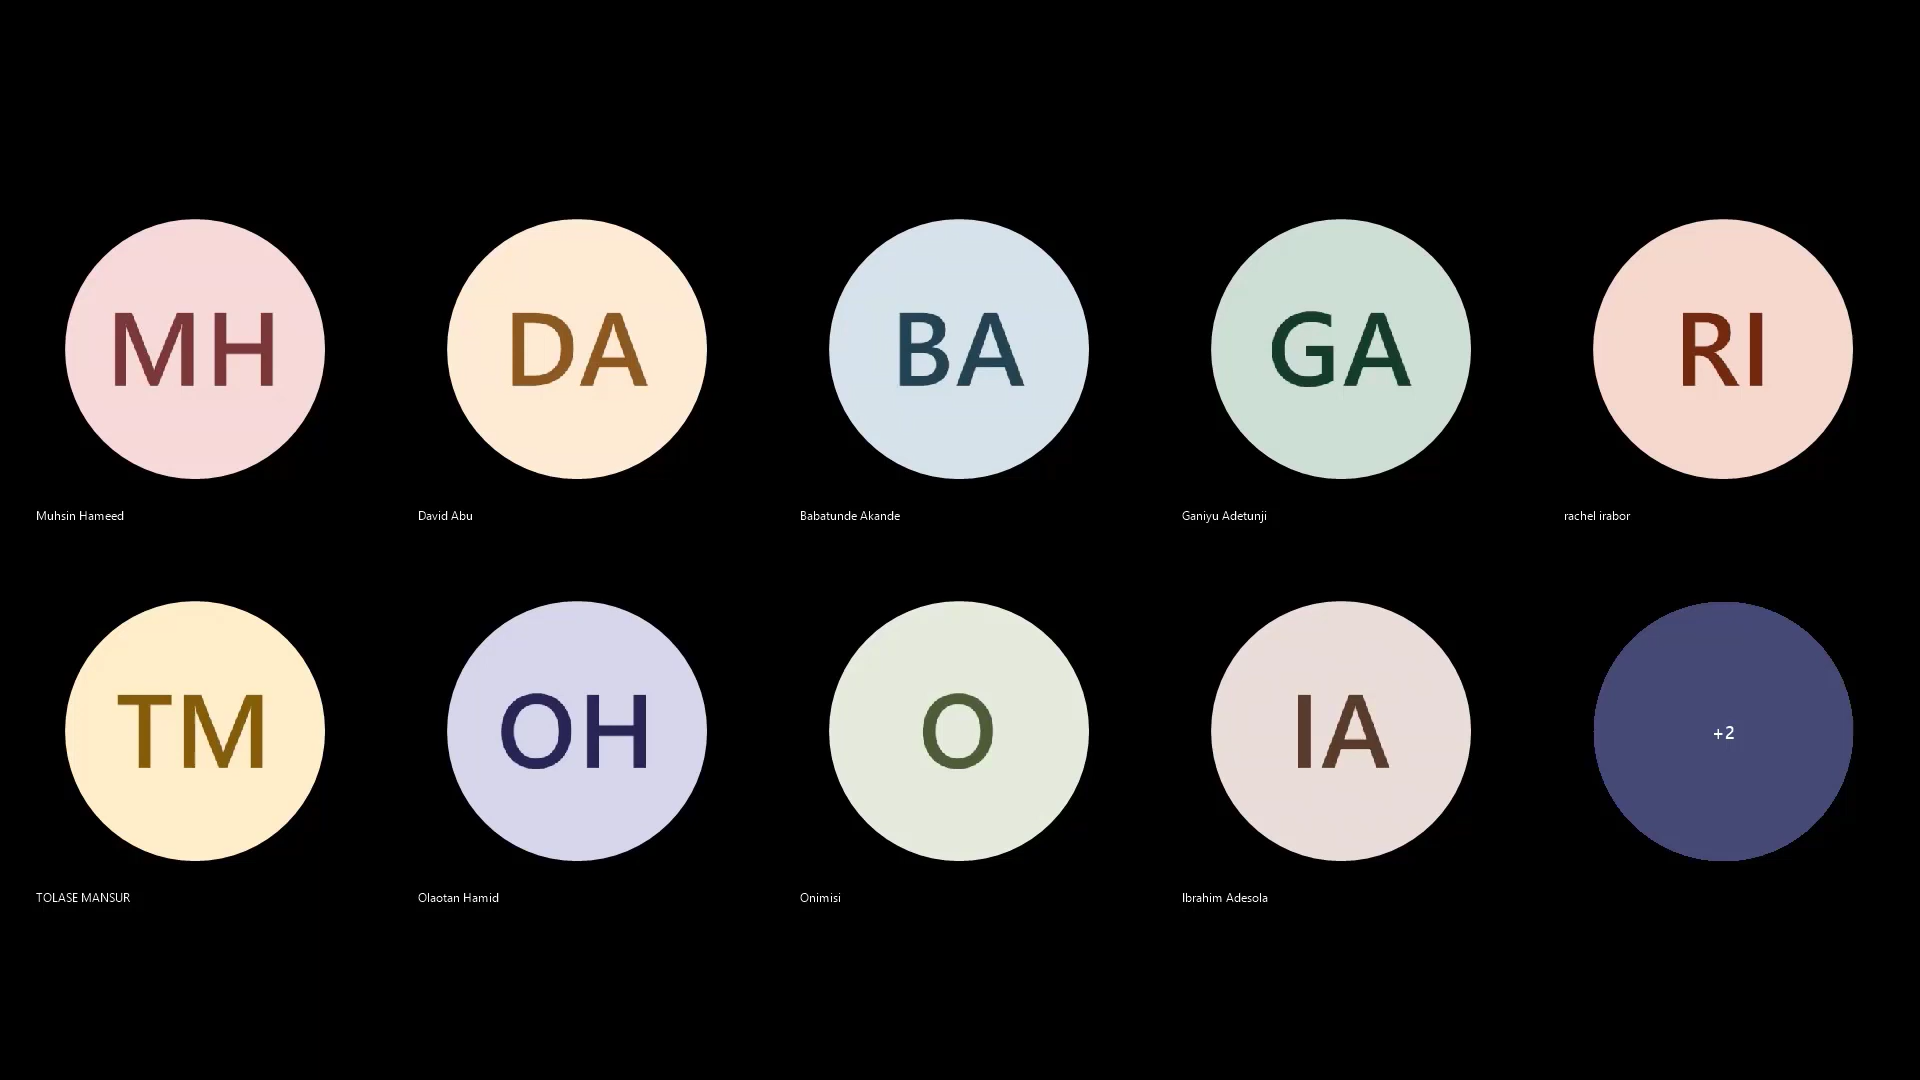 MH
DA
BA
GA
RI
Muhsin Hameed
David Abu
Babatunde Akande
Ganiyu Adetunji
rachel irabor
TM
OH
O
IA
+2
TOLASE MANSUR
Olaotan Hamid
Onimisi
Ibrahim Adesola